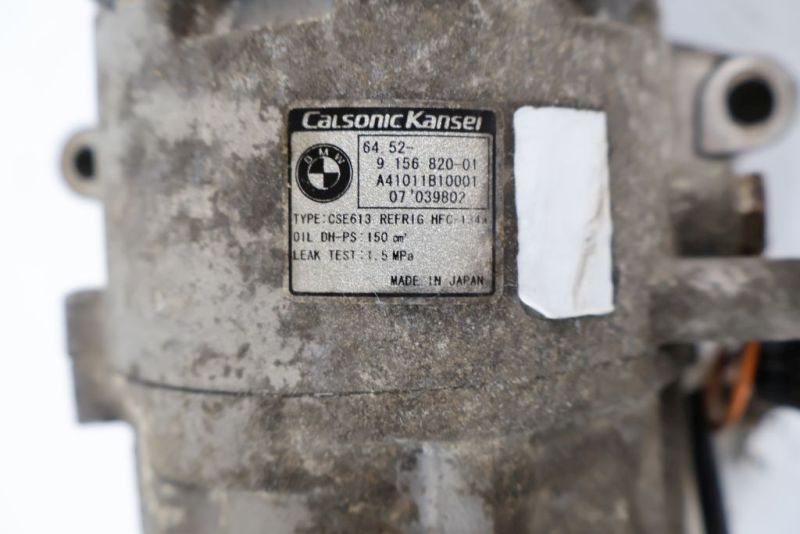 Calsonic Kansei
BMW
64.52-
9 156 820-01
A41011B10001
07'039802
TYPE:CSE613 REFRIG HFC-134a
OIL DH-PS:150 cm³
LEAK TEST:1.5 MPa
MADE IN JAPAN